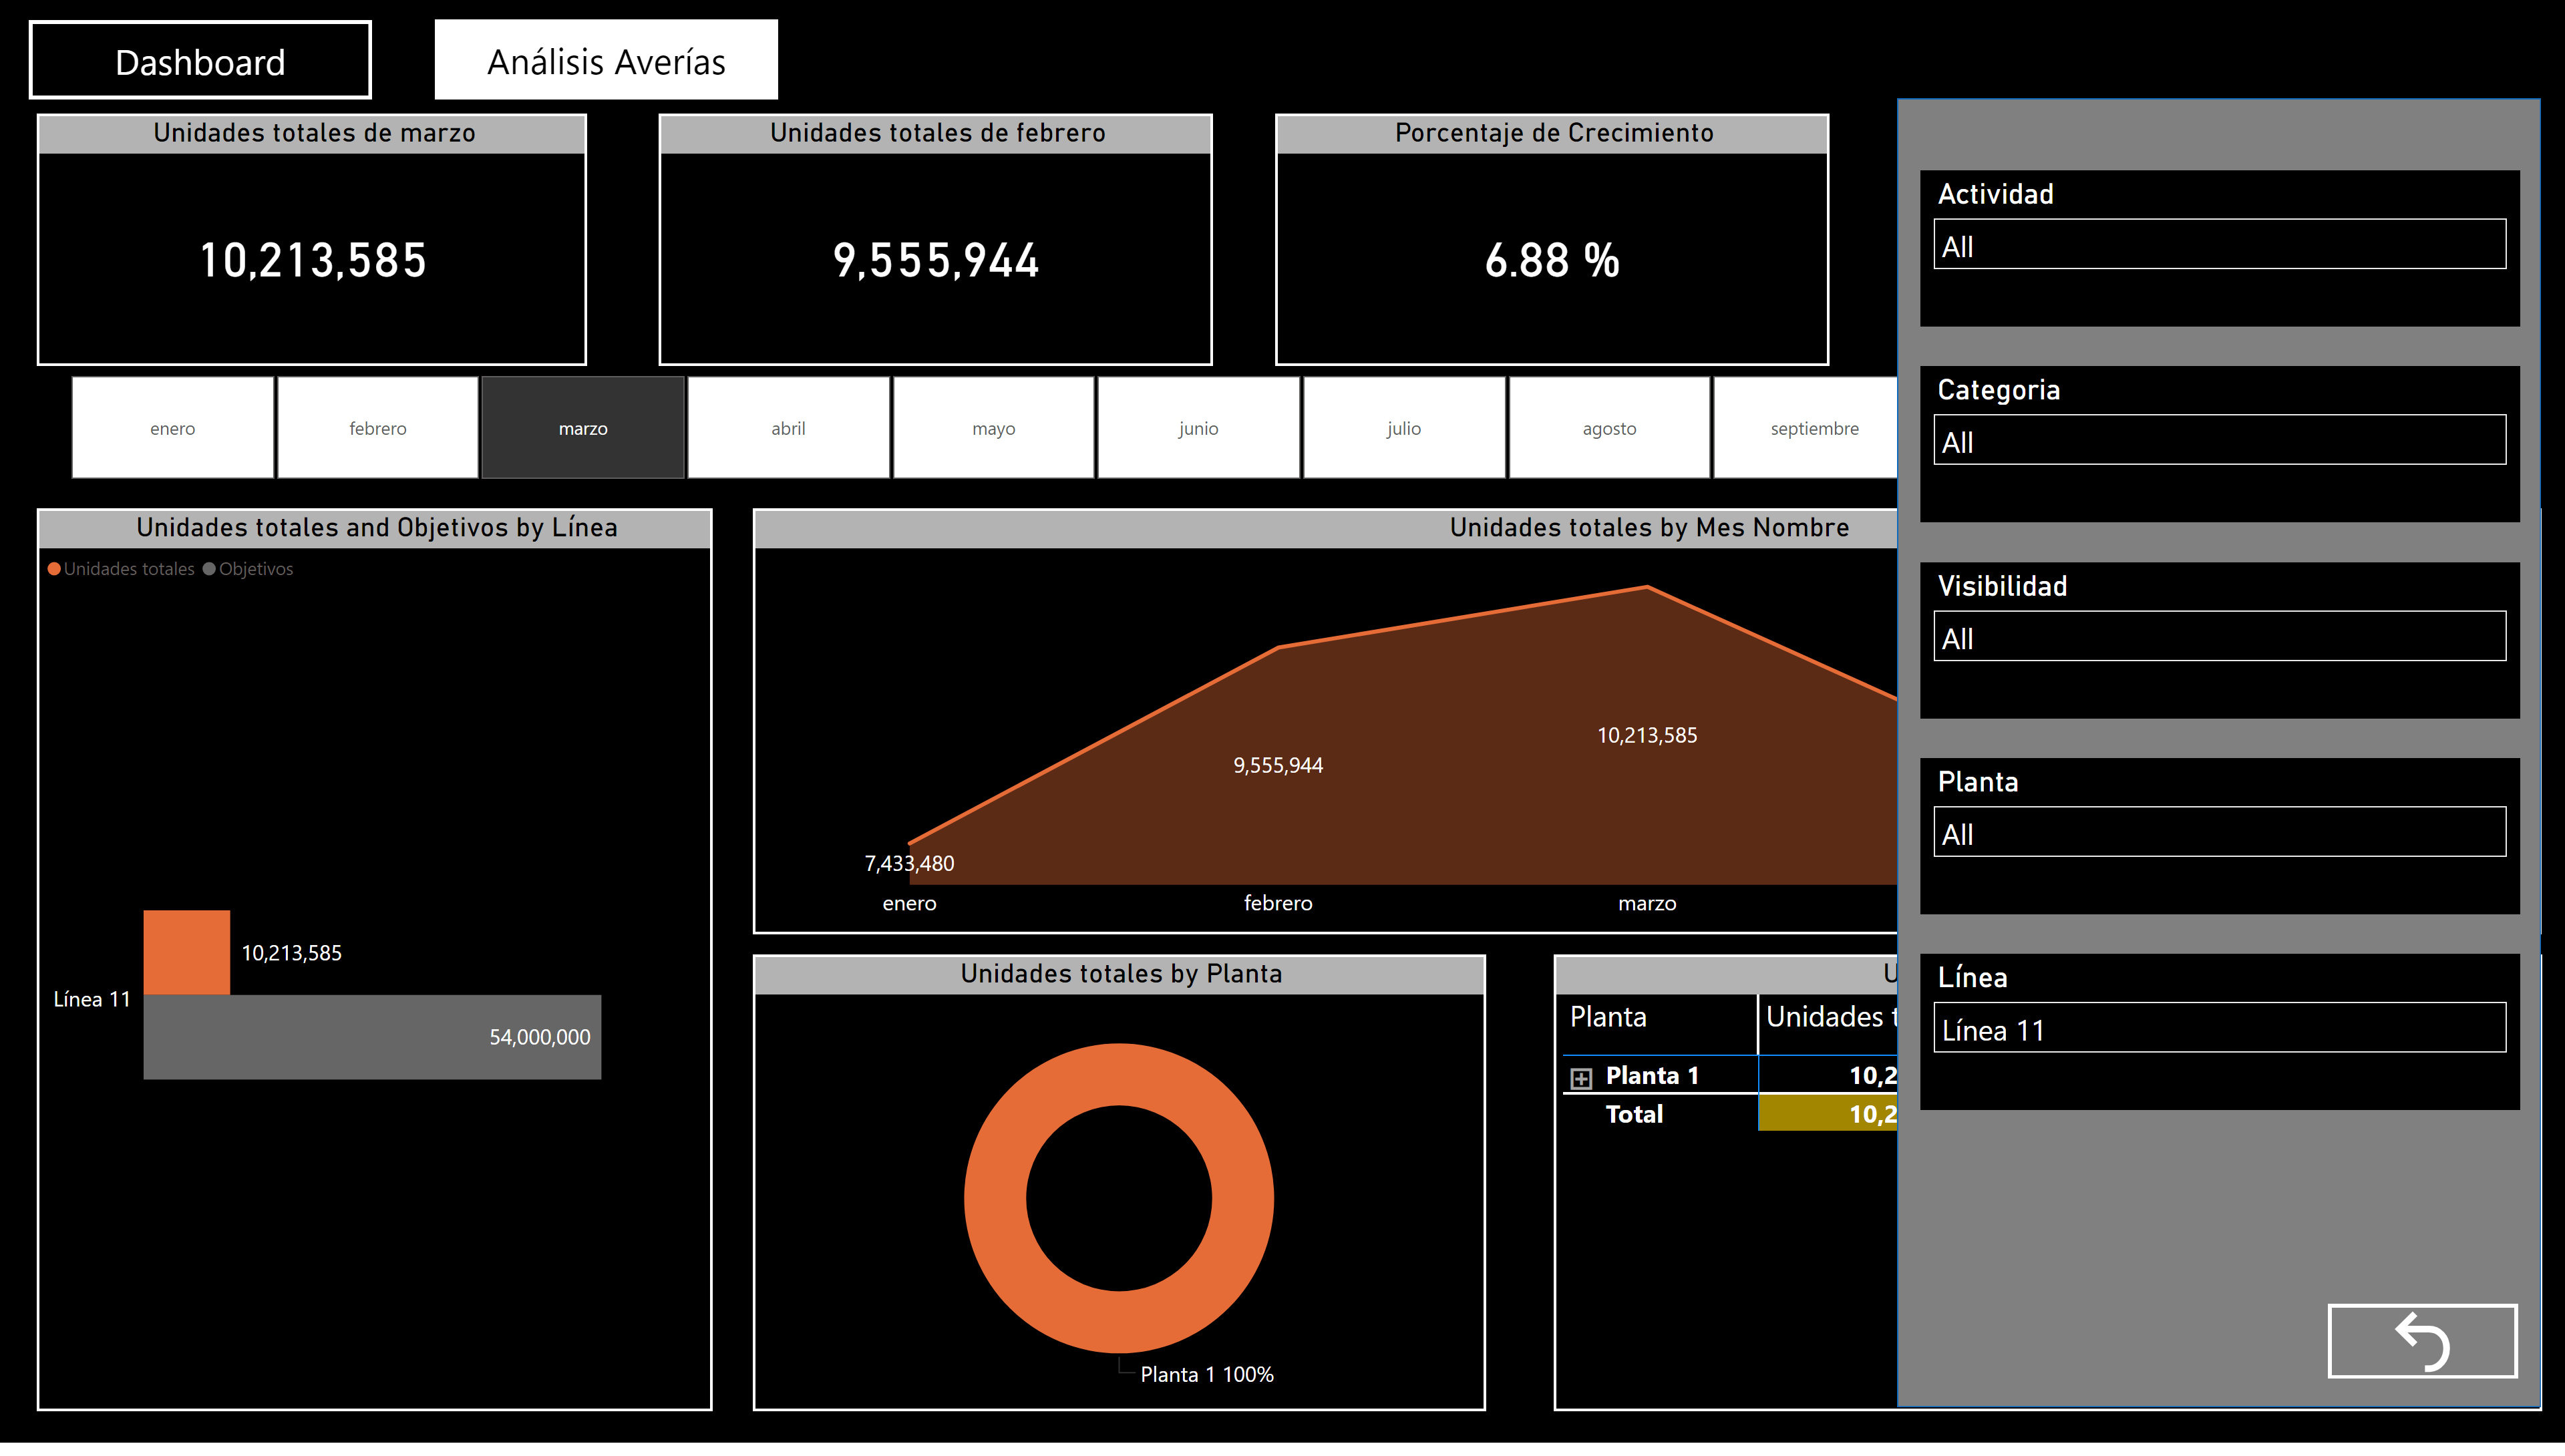 Dashboard
Análisis Averías
Unidades totales de marzo
10,213,585
Unidades totales de febrero
9,555,944
Porcentaje de Crecimiento
6.88 %
enero
febrero
marzo
abril
mayo
junio
julio
agosto
septiembre
Unidades totales and Objetivos by Línea
Unidades totales
Objetivos
Línea 11
10,213,585
54,000,000
Unidades totales by Mes Nombre
7,433,480
9,555,944
10,213,585
enero
febrero
marzo
Unidades totales by Planta
Planta 1 100%
U
Planta
Unidades t
Planta 1
10,2
Total
10,2
Actividad
All
Categoria
All
Visibilidad
All
Planta
All
Línea
Línea 11